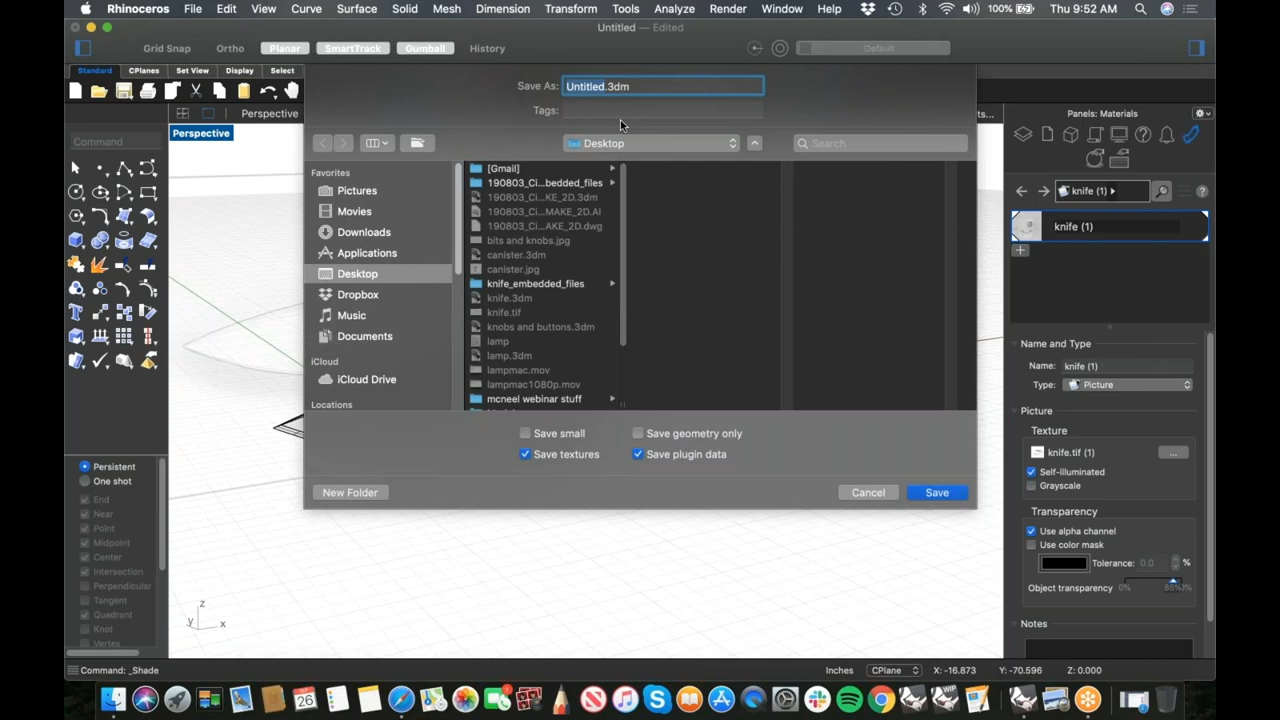 Rhinoceros File Edit View Curve Surface Solid Mesh Dimension Transform Tools Analyze Render Window Help 100% Thu 9:52 AM
Untitled — Edited
Grid Snap Ortho Planar SmartTrack Gumball History Default
Standard CPlanes Set View Display Select
Save As: Untitled.3dm
Tags:
Perspective
Panels: Materials
Perspective
Command
Desktop
Search
Favorites
Pictures
Movies
Downloads
Applications
Desktop
Dropbox
Music
Documents
iCloud
iCloud Drive
Locations
[Gmail]
190803_Ci...bedded_files
190803_Ci...KE_2D.3dm
190803_Ci...MAKE_2D.AI
190803_Ci...AKE_2D.dwg
bits and knobs.jpg
canister.3dm
canister.jpg
knife_embedded_files
knife.3dm
knife.tif
knobs and buttons.3dm
lamp
lamp.3dm
lampmac.mov
lampmac1080p.mov
mcneel webinar stuff
Save small Save geometry only
Save textures Save plugin data
New Folder Cancel Save
knife (1)
knife (1)
Name and Type
Name: knife (1)
Type: Picture
Picture
Texture
knife.tif (1) ...
Self-illuminated
Grayscale
Transparency
Use alpha channel
Use color mask
Tolerance: 0.0 %
Object transparency 0%
Notes
Persistent
One shot
End
Near
Point
Midpoint
Center
Intersection
Perpendicular
Tangent
Quadrant
Knot
Vertex
z
y x
Command: _Shade Inches CPlane X: -16.873 Y: -70.596 Z: 0.000
26